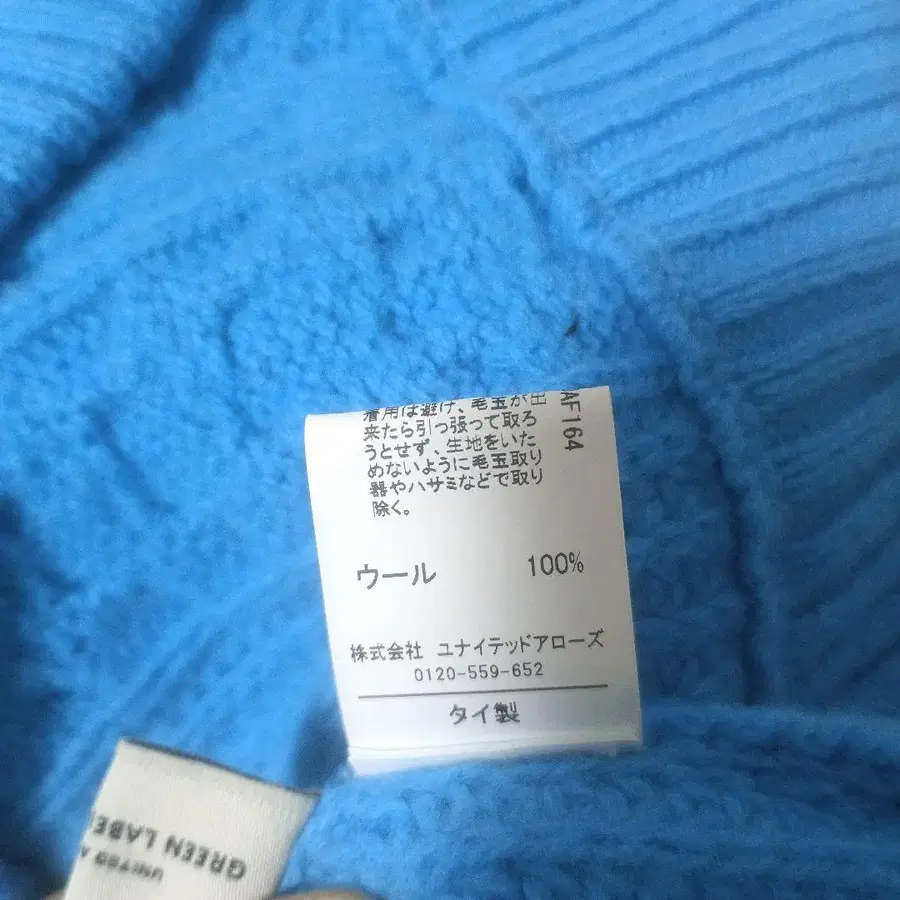 着用は避け、毛玉が出
来たら引っ張って取ろ
うとせず、生地をいた
めないように毛玉取り
器やハサミなどで取り
除く。
AF164
ウール 100%
株式会社 ユナイテッドアローズ
0120-559-652
タイ製
GREEN LABE
UNITED A